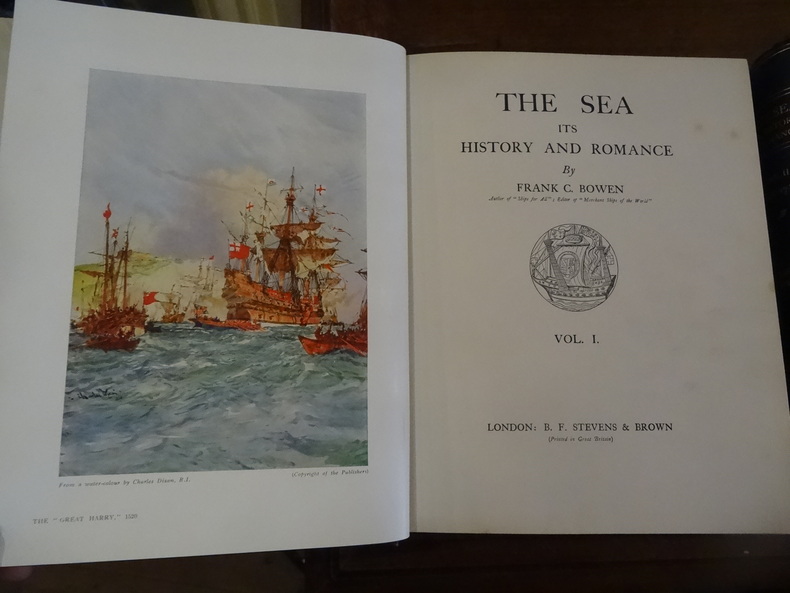 From a water-colour by Charles Dixon, R.I.
(Copyright of the Publishers)
THE "GREAT HARRY," 1520
THE SEA
ITS
HISTORY AND ROMANCE
By
FRANK C. BOWEN
Author of "Ships for All"; Editor of "Merchant Ships of the World"
VOL. I.
LONDON: B. F. STEVENS & BROWN
(Printed in Great Britain)